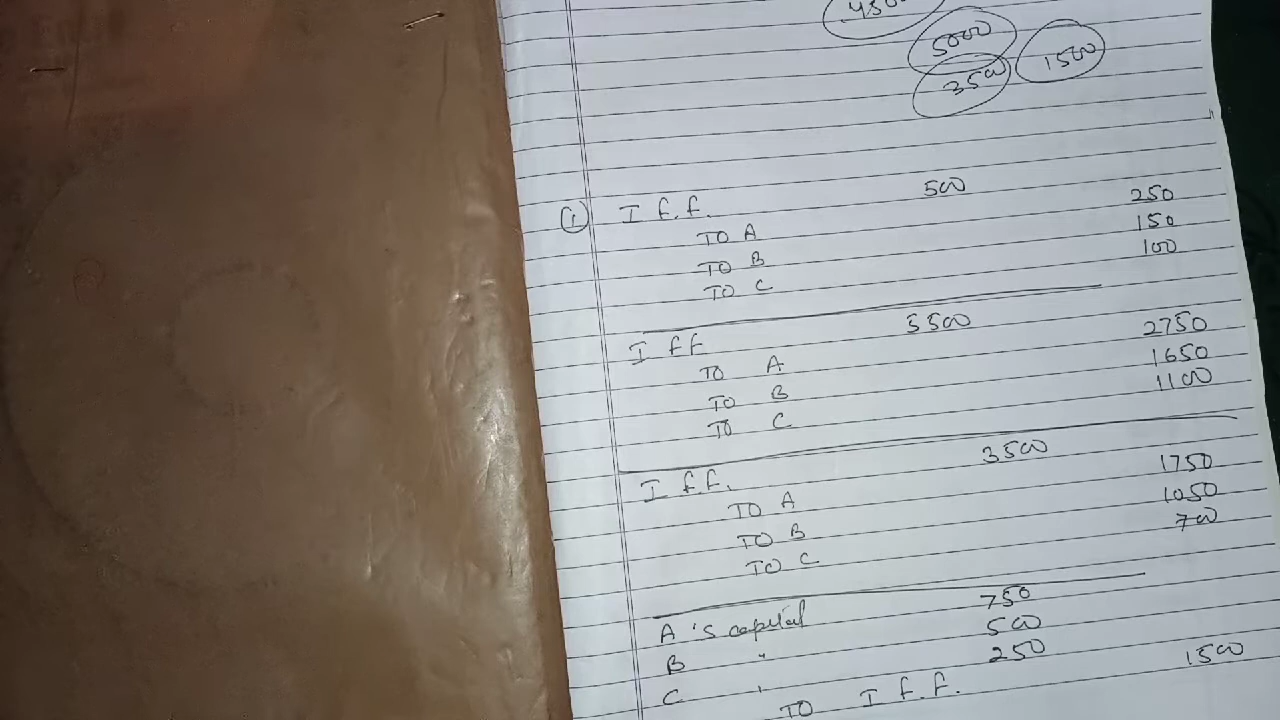 5000
3500 1500
① I f.f. 500
TO A 250
TO B 150
TO C 100
I ff 5500
TO A 2750
TO B 1650
TO C 1100
I f.f. 3500
TO A 1750
TO B 1050
TO C 700
A's capital 750
B " 500
C " 250
TO I f.f. 1500